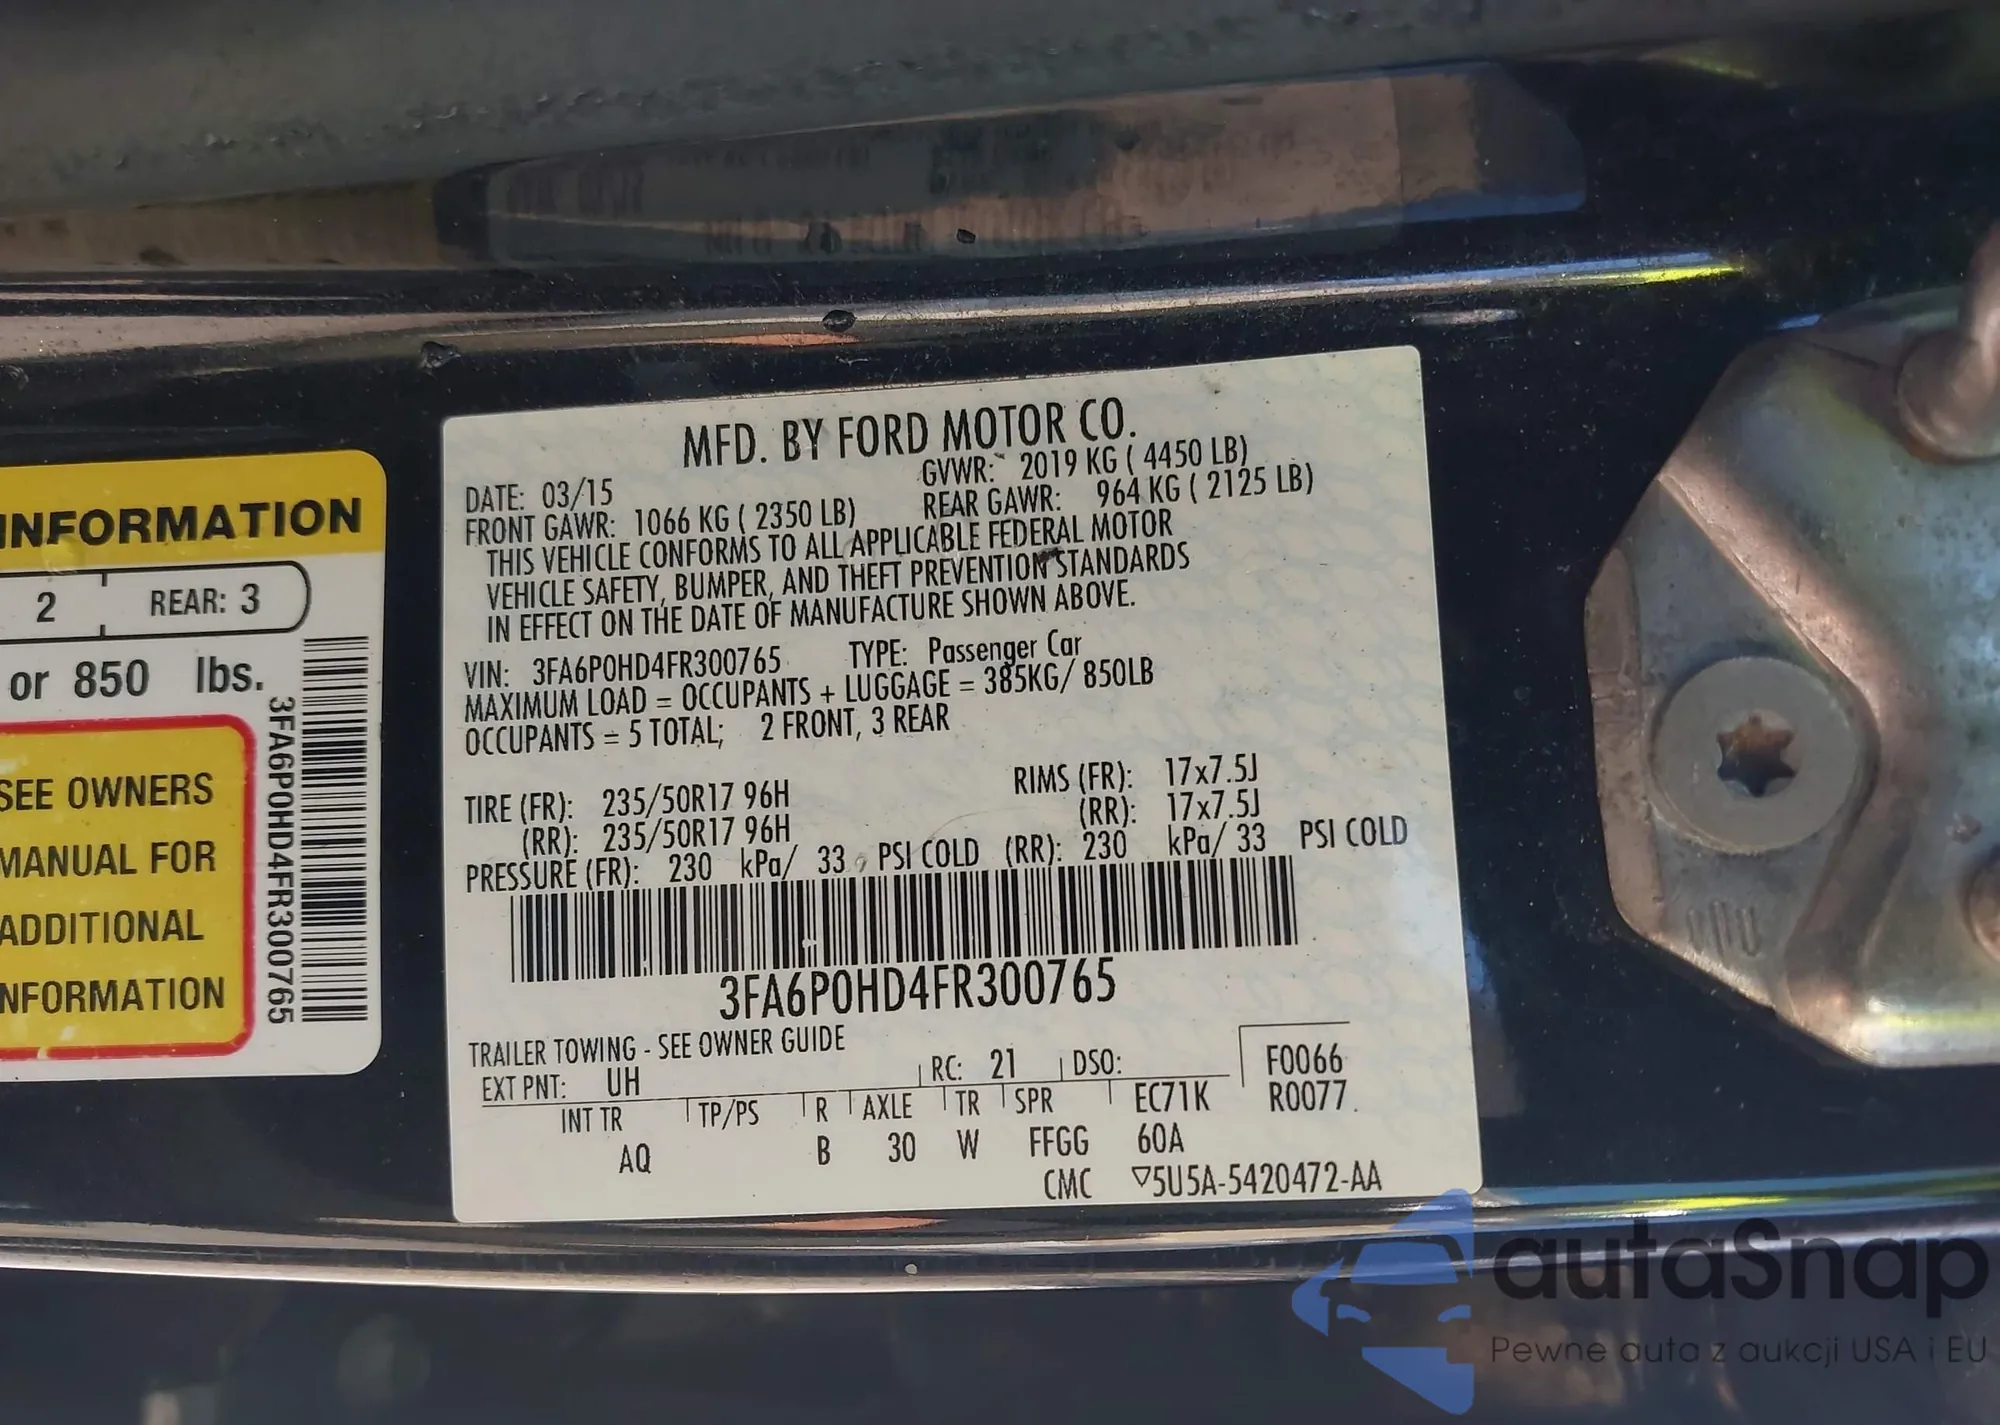 INFORMATION
2 REAR: 3
or 850 lbs.
3FA6P0HD4FR300765
SEE OWNERS
MANUAL FOR
ADDITIONAL
INFORMATION
MFD. BY FORD MOTOR CO.
DATE: 03/15 GVWR: 2019 KG ( 4450 LB)
FRONT GAWR: 1066 KG ( 2350 LB) REAR GAWR: 964 KG ( 2125 LB)
THIS VEHICLE CONFORMS TO ALL APPLICABLE FEDERAL MOTOR
VEHICLE SAFETY, BUMPER, AND THEFT PREVENTION STANDARDS
IN EFFECT ON THE DATE OF MANUFACTURE SHOWN ABOVE.
VIN: 3FA6P0HD4FR300765 TYPE: Passenger Car
MAXIMUM LOAD = OCCUPANTS + LUGGAGE = 385KG/ 850LB
OCCUPANTS = 5 TOTAL; 2 FRONT, 3 REAR
TIRE (FR): 235/50R17 96H RIMS (FR): 17x7.5J
(RR): 235/50R17 96H (RR): 17x7.5J
PRESSURE (FR): 230 kPa/ 33 PSI COLD (RR): 230 kPa/ 33 PSI COLD
3FA6P0HD4FR300765
TRAILER TOWING - SEE OWNER GUIDE
EXT PNT: UH RC: 21 DSO: F0066
INT TR TP/PS R AXLE TR SPR EC71K R0077
AQ B 30 W FFGG 60A
CMC ▽5U5A-5420472-AA
autaSnap
Pewne auta z aukcji USA i EU